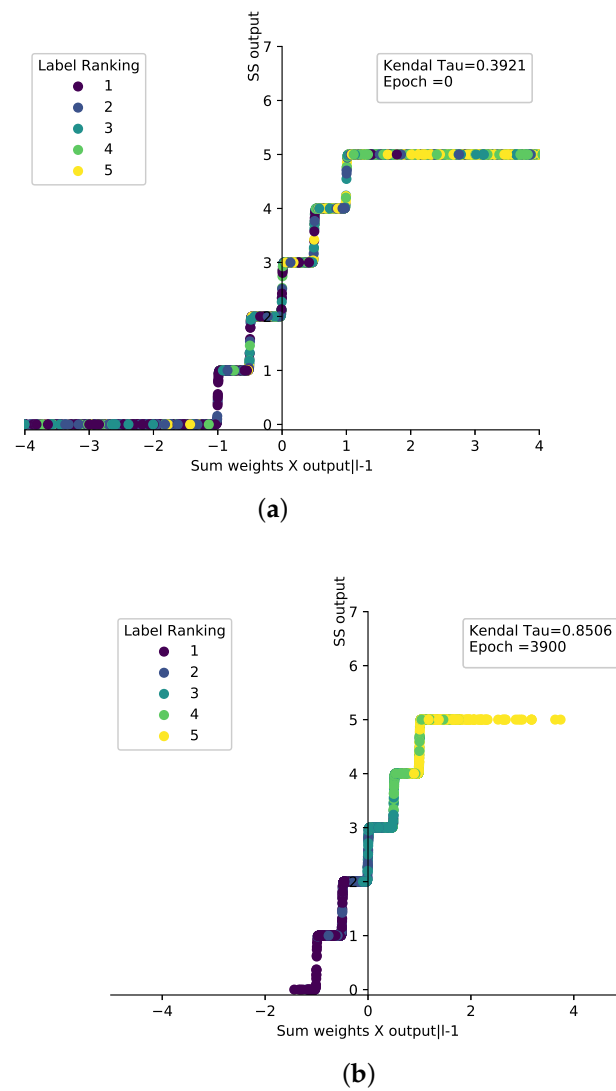 SS output
7
6
5
4
3
2
1
0
Label Ranking
1
2
3
4
5
Kendal Tau=0.3921
Epoch =0
−4 −3 −2 −1 0 1 2 3 4
Sum weights X output|l-1
(a)
SS output
7
6
5
4
3
2
1
0
Label Ranking
1
2
3
4
5
Kendal Tau=0.8506
Epoch =3900
−4 −2 0 2 4
Sum weights X output|l-1
(b)